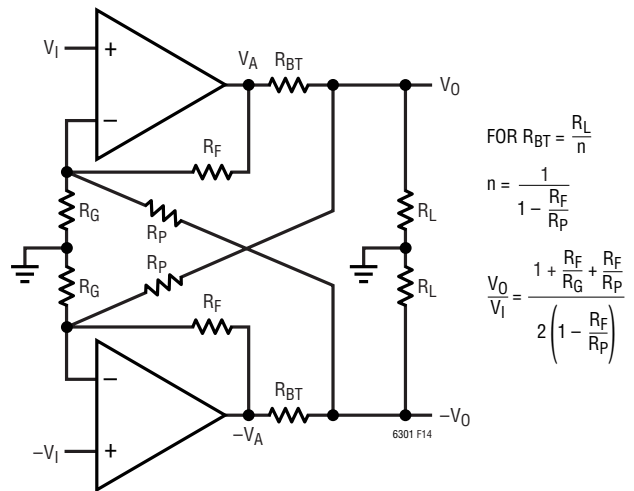 V_I
+
−
V_A
R_BT
V_O
R_F
R_G
R_P
R_P
R_G
R_L
R_L
R_F
−
+
−V_I
−V_A
R_BT
−V_O
6301 F14
FOR R_BT = R_L / n
n = 1 / (1 − R_F / R_P)
V_O / V_I = (1 + R_F / R_G + R_F / R_P) / (2 (1 − R_F / R_P))